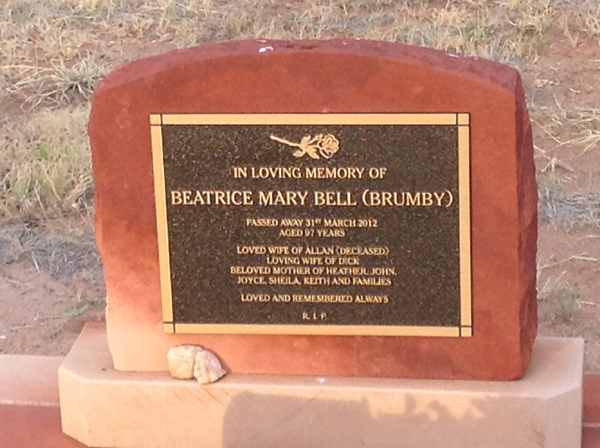 IN LOVING MEMORY OF
BEATRICE MARY BELL (BRUMBY)
PASSED AWAY 31ST MARCH 2012
AGED 97 YEARS
LOVED WIFE OF ALLAN (DECEASED)
LOVING WIFE OF DICK
BELOVED MOTHER OF HEATHER, JOHN,
JOYCE, SHEILA, KEITH AND FAMILIES
LOVED AND REMEMBERED ALWAYS
R. I. P.